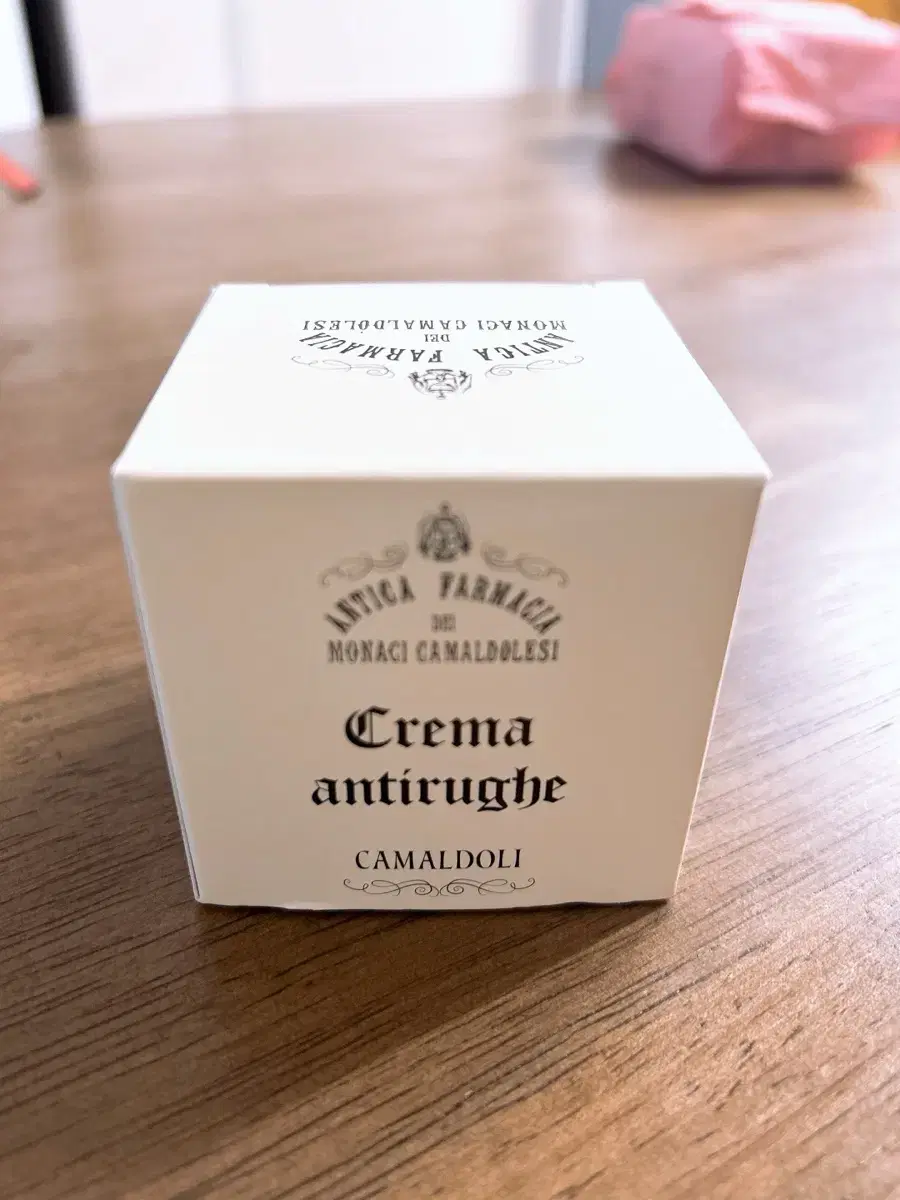 ANTICA FARMACIA
DEI
MONACI CAMALDOLESI
ANTICA FARMACIA
DEI
MONACI CAMALDOLESI
Crema
antirughe
CAMALDOLI